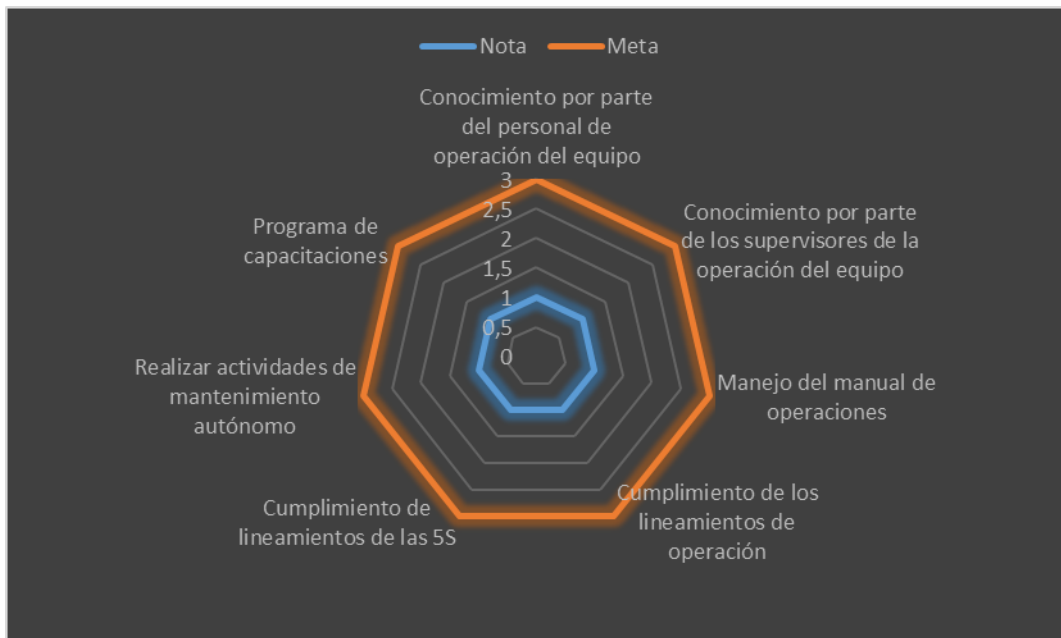 Nota Meta
Conocimiento por parte
del personal de
operación del equipo
3
2,5
2
1,5
1
0,5
0
Conocimiento por parte
de los supervisores de la
operación del equipo
Manejo del manual de
operaciones
Cumplimiento de los
lineamientos de
operación
Cumplimiento de
lineamientos de las 5S
Realizar actividades de
mantenimiento
autónomo
Programa de
capacitaciones